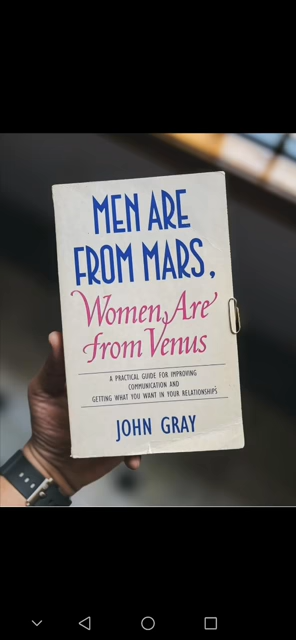 MEN ARE
FROM MARS,
Women Are
from Venus
A PRACTICAL GUIDE FOR IMPROVING
COMMUNICATION AND
GETTING WHAT YOU WANT IN YOUR RELATIONSHIPS
JOHN GRAY